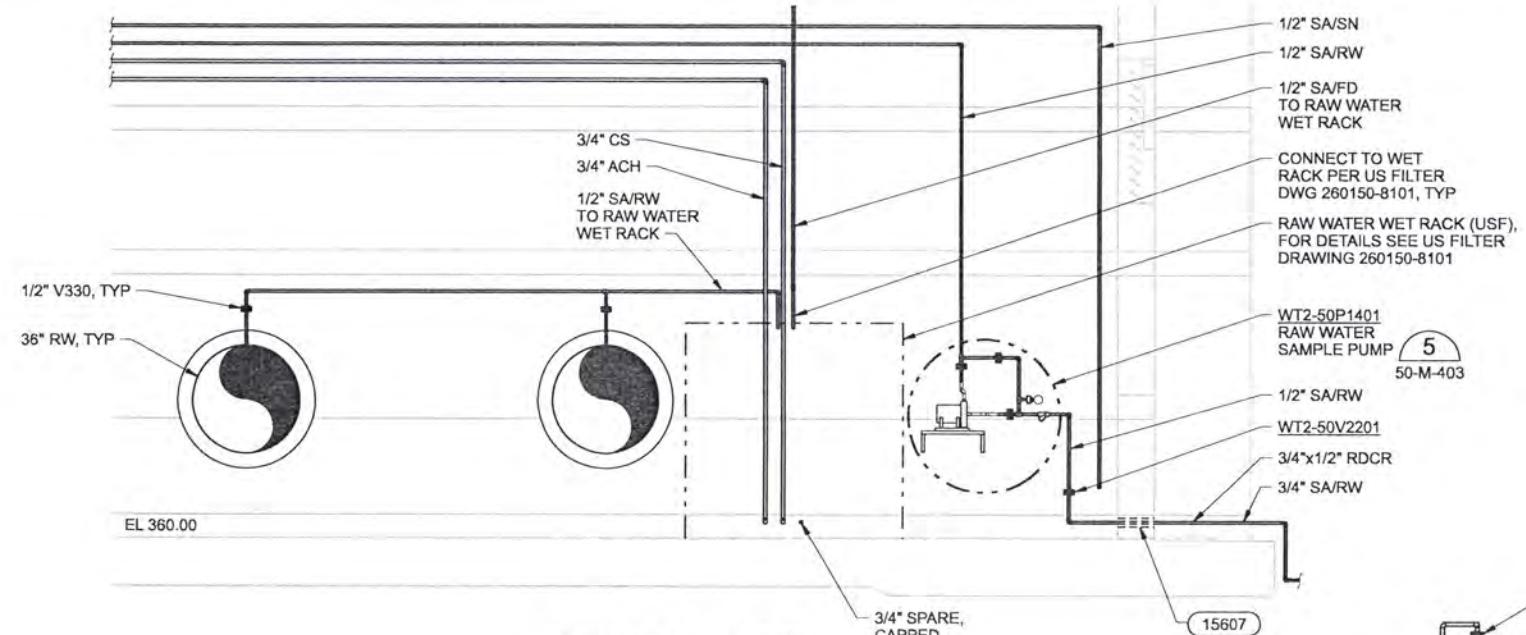 1/2" SA/SN
1/2" SA/RW
1/2" SA/FD
TO RAW WATER
WET RACK
3/4" CS
3/4" ACH
1/2" SA/RW
TO RAW WATER
WET RACK
CONNECT TO WET
RACK PER US FILTER
DWG 260150-8101, TYP
RAW WATER WET RACK (USF),
FOR DETAILS SEE US FILTER
DRAWING 260150-8101
1/2" V330, TYP
36" RW, TYP
WT2-50P1401
RAW WATER
SAMPLE PUMP
5
50-M-403
1/2" SA/RW
WT2-50V2201
3/4"x1/2" RDCR
3/4" SA/RW
EL 360.00
3/4" SPARE,
CAPPED
15607